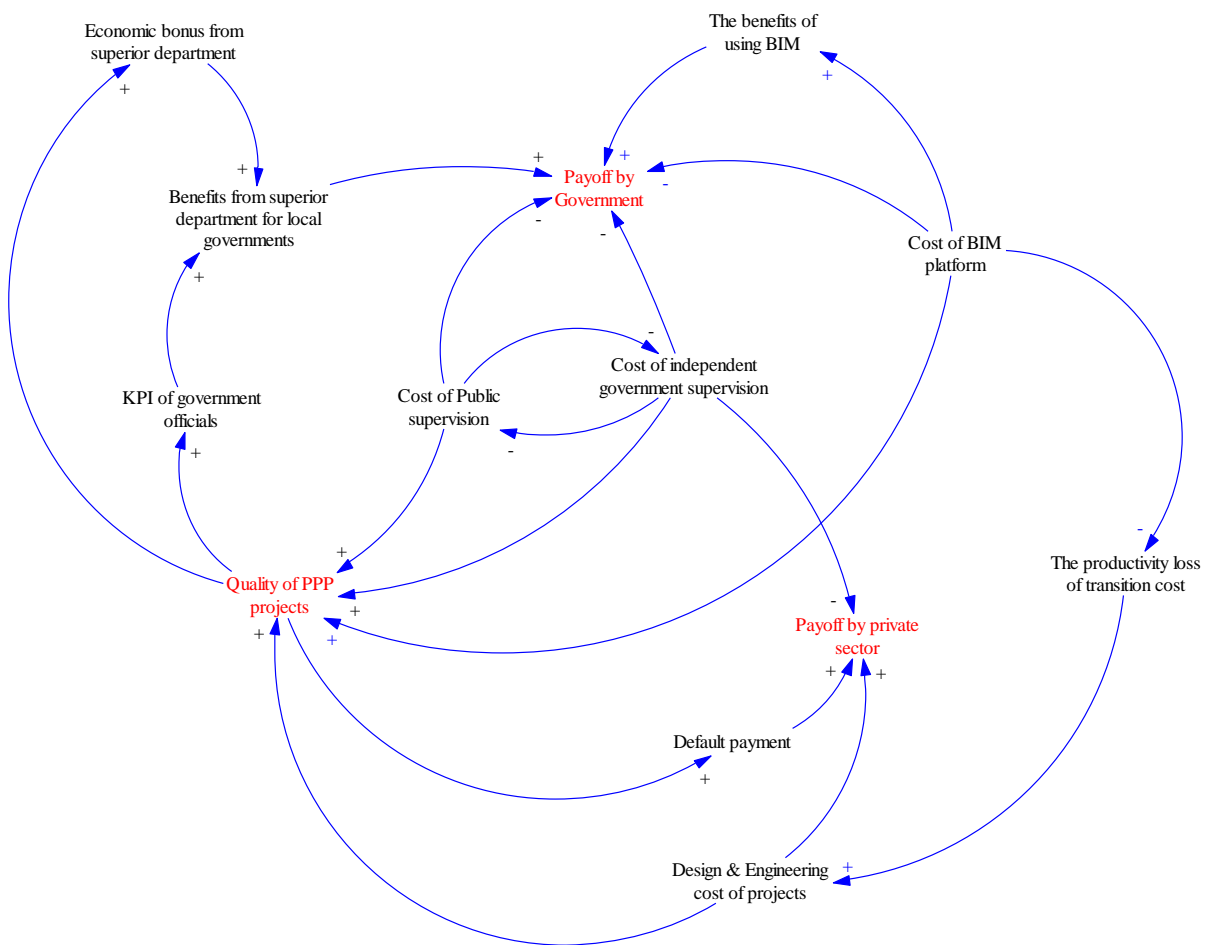 Economic bonus from
superior department
+
The benefits of
using BIM
+
+
Benefits from superior
department for local
governments
+
+
+
Payoff by
Government
-
-
-
Cost of BIM
platform
-
Cost of independent
government supervision
KPI of government
officials
+
Cost of Public
supervision
-
-
The productivity loss
of transition cost
+
Quality of PPP
projects
+
+
+
-
Payoff by private
sector
+
+
Default payment
+
Design & Engineering
cost of projects
+